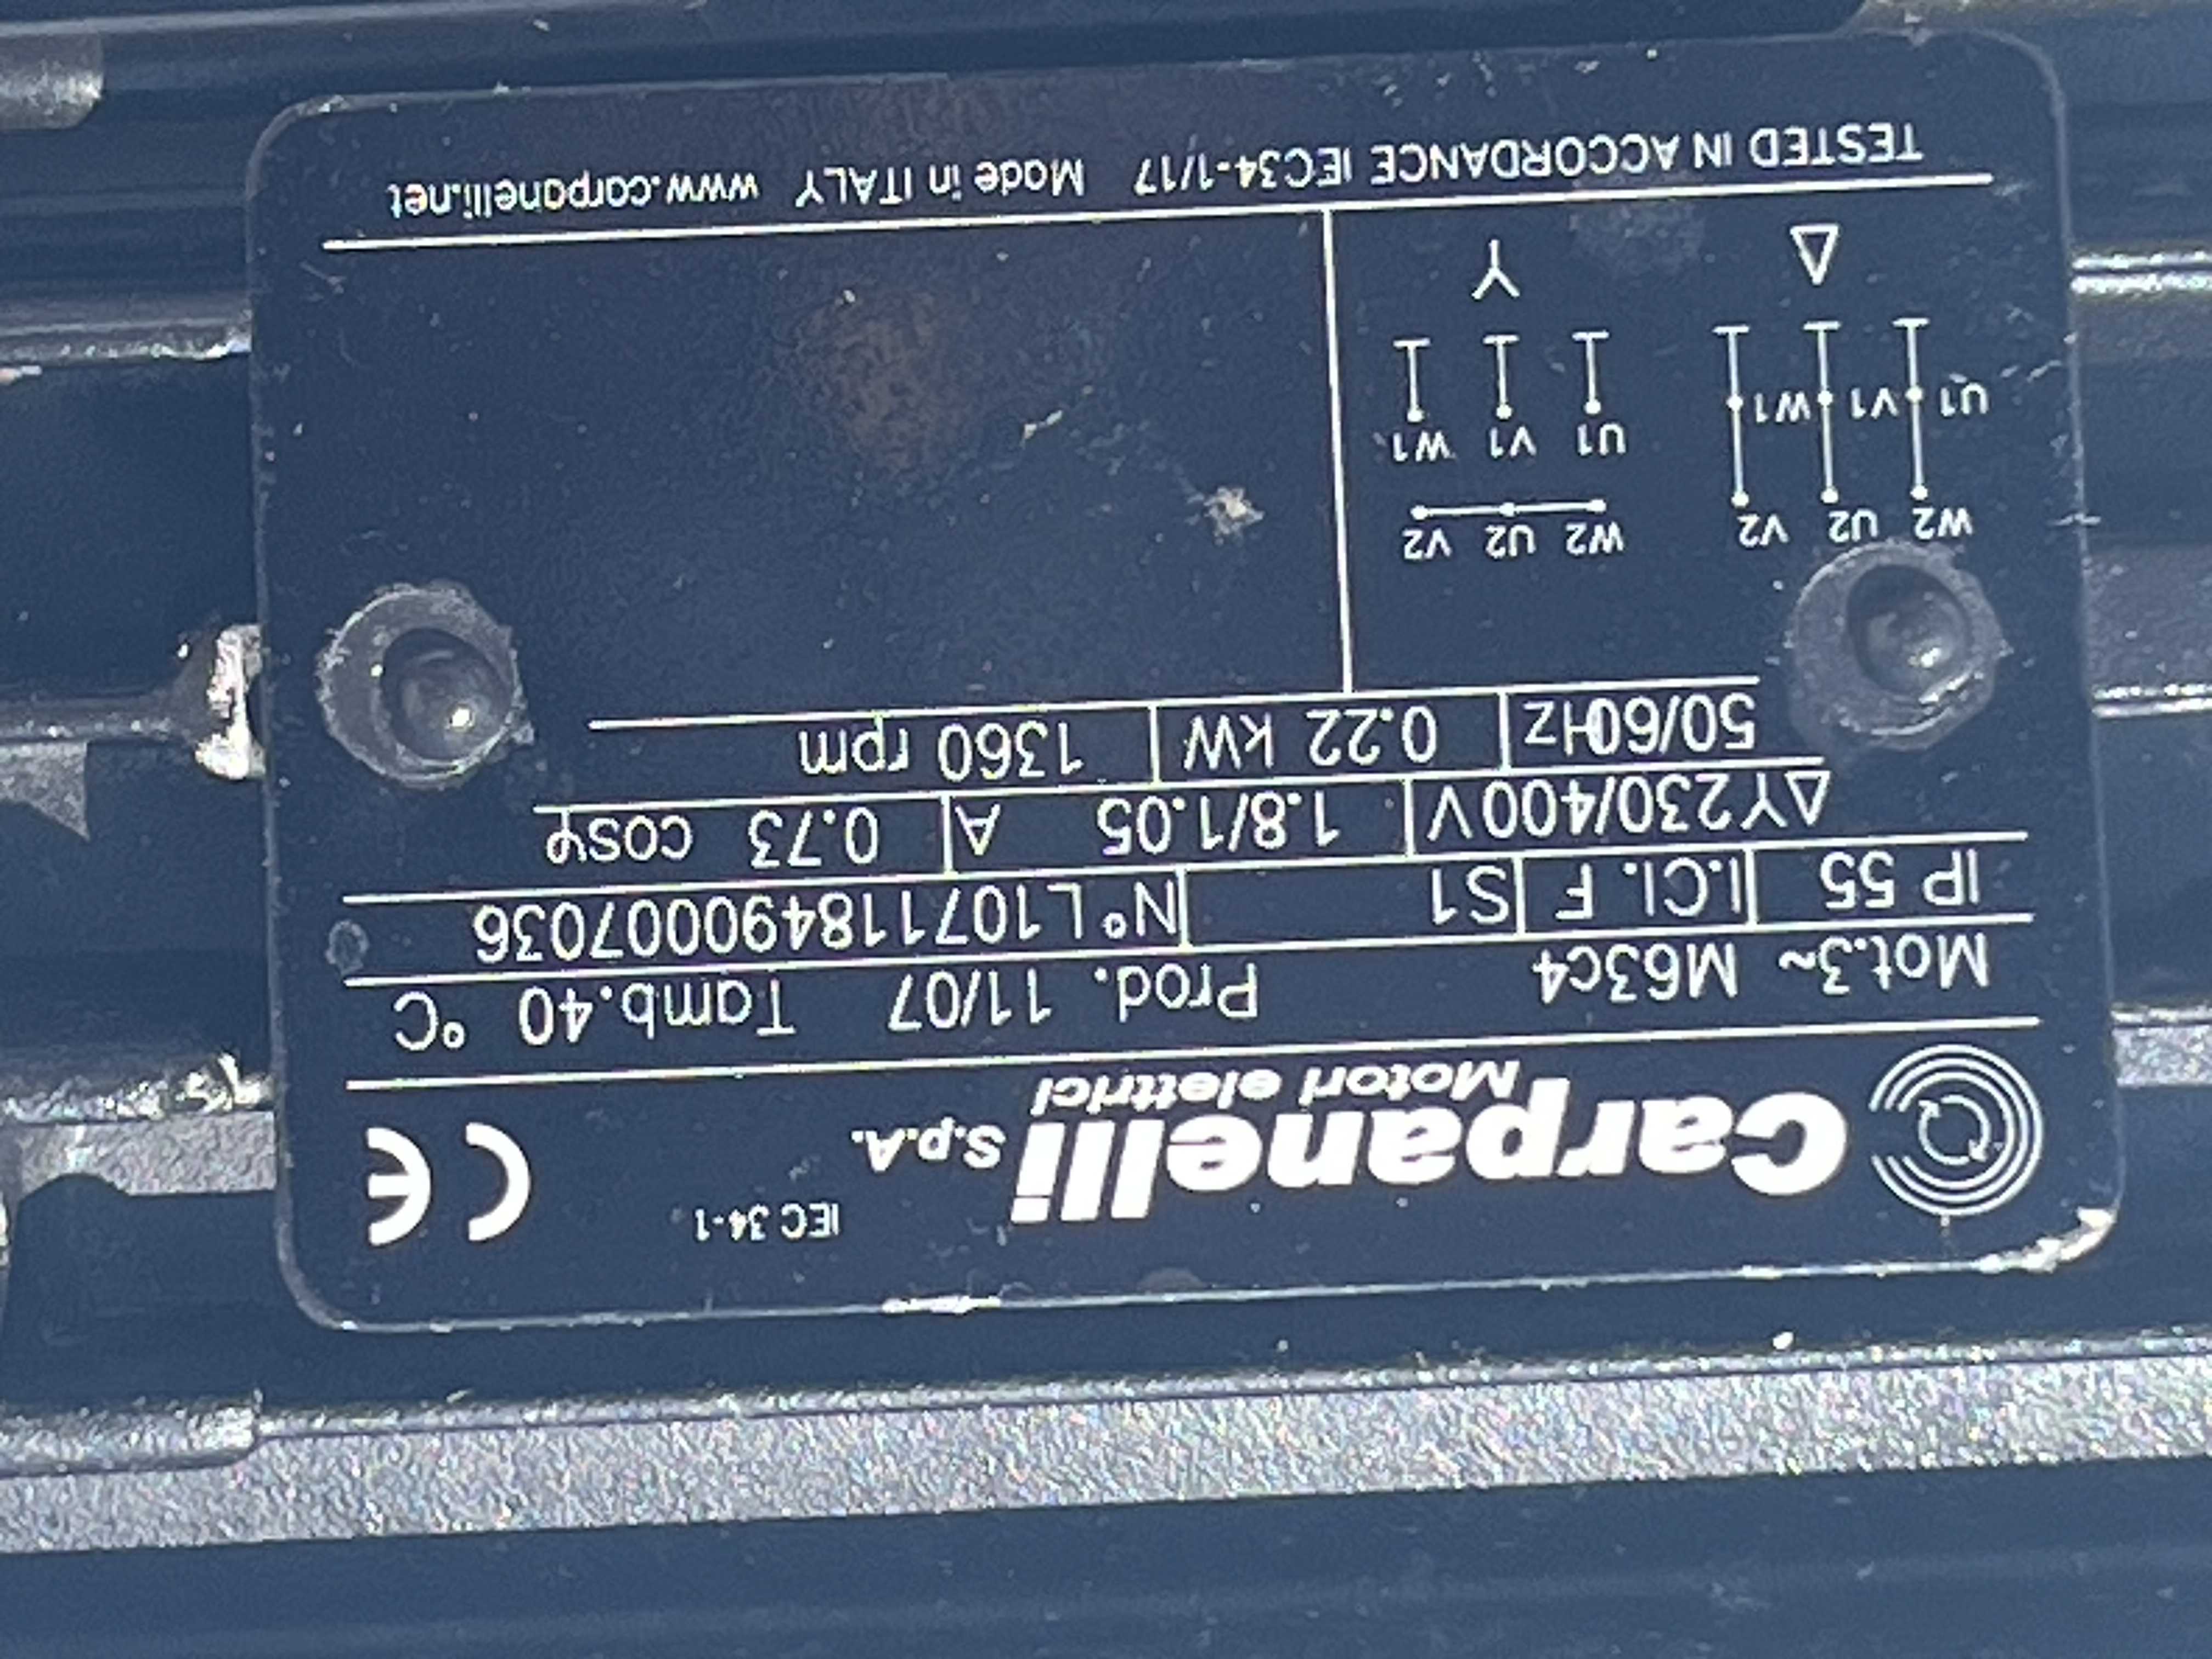 IEC 34-1
Carpanelli S.p.A. CE
Motori elettrici
Mot.3~ M63c4 Prod. 11/07 Tamb.40 °C
IP 55 I.Cl. F S1 N°L107118490007036
ΔY230/400V 1.8/1.05 A 0.73 cosφ
50/60Hz 0.22 kW 1360 rpm
W2 U2 V2 W2 U2 V2
U1 V1 W1 U1 V1 W1
Δ Y
TESTED IN ACCORDANCE IEC34-1/17 Made in ITALY www.carpanelli.net